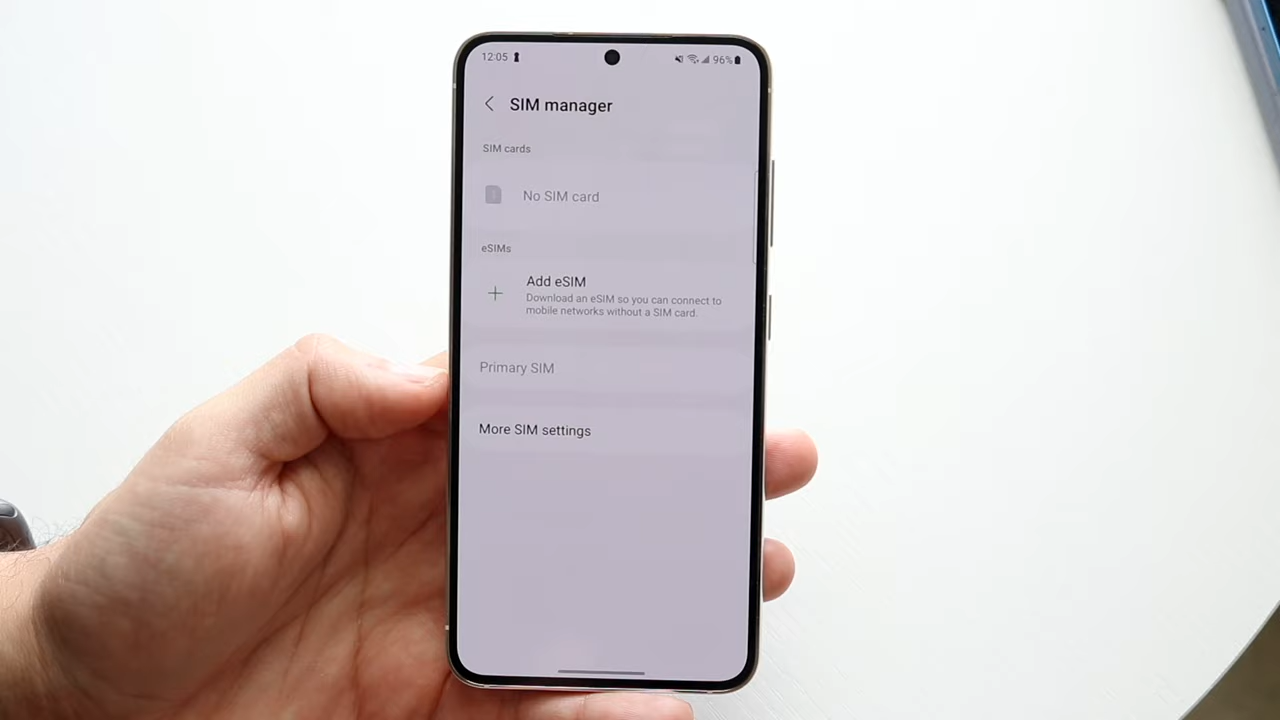 12:05
96%
SIM manager
SIM cards
No SIM card
eSIMs
Add eSIM
Download an eSIM so you can connect to
mobile networks without a SIM card.
Primary SIM
More SIM settings